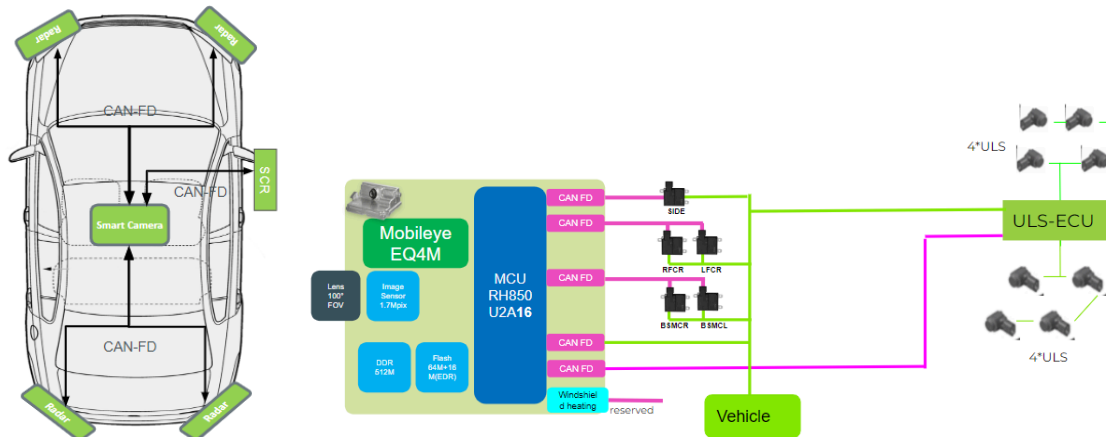 Radar
Radar
CAN-FD
SCR
CAN-FD
Smart Camera
CAN-FD
Radar
Radar
Mobileye
EQ4M
Lens
100°
FOV
Image
Sensor
1.7Mpix
DDR
512M
Flash
64M+16
M(EDR)
MCU
RH850
U2A16
CAN FD
CAN FD
CAN FD
CAN FD
CAN FD
Windshiel
d heating
reserved
SIDE
RFCR
LFCR
BSMCR
BSMCL
Vehicle
4*ULS
ULS-ECU
4*ULS